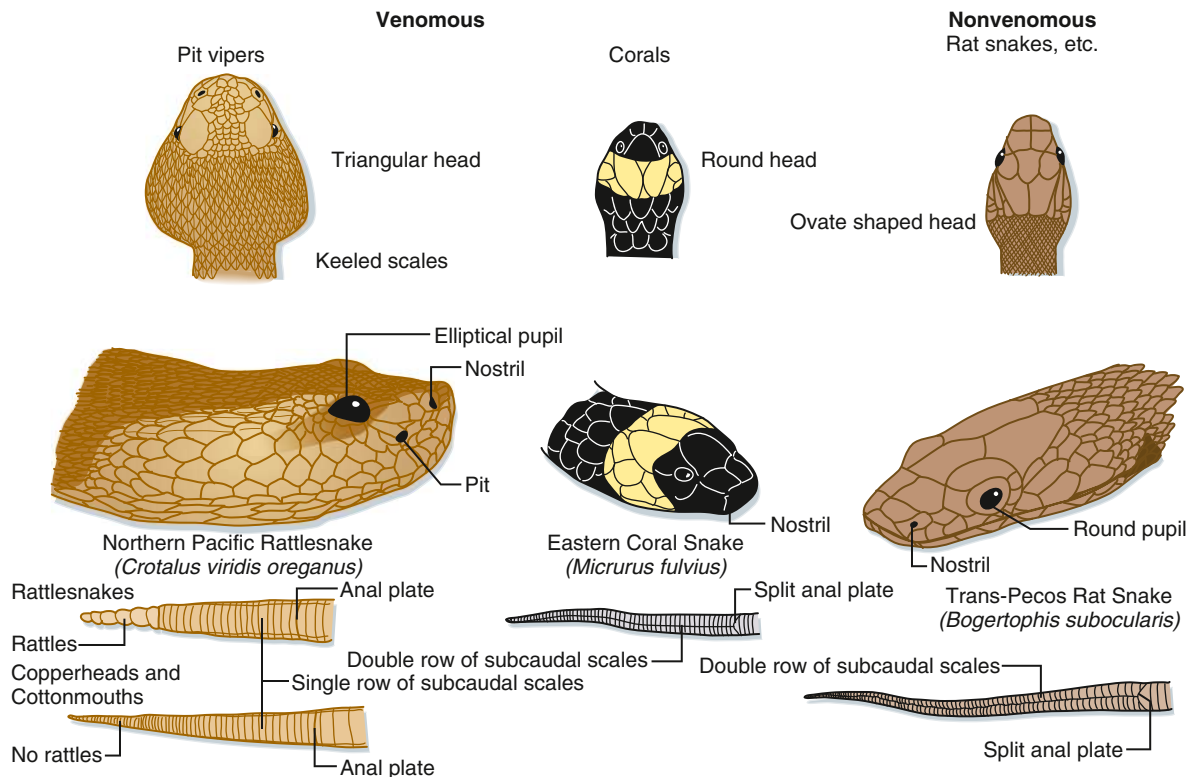 Venomous
Nonvenomous
Rat snakes, etc.
Pit vipers
Corals
Triangular head
Round head
Ovate shaped head
Keeled scales
Elliptical pupil
Nostril
Pit
Northern Pacific Rattlesnake
(Crotalus viridis oreganus)
Nostril
Eastern Coral Snake
(Micrurus fulvius)
Round pupil
Nostril
Trans-Pecos Rat Snake
(Bogertophis subocularis)
Rattlesnakes
Anal plate
Rattles
Copperheads and
Cottonmouths
Single row of subcaudal scales
No rattles
Anal plate
Split anal plate
Double row of subcaudal scales
Double row of subcaudal scales
Split anal plate